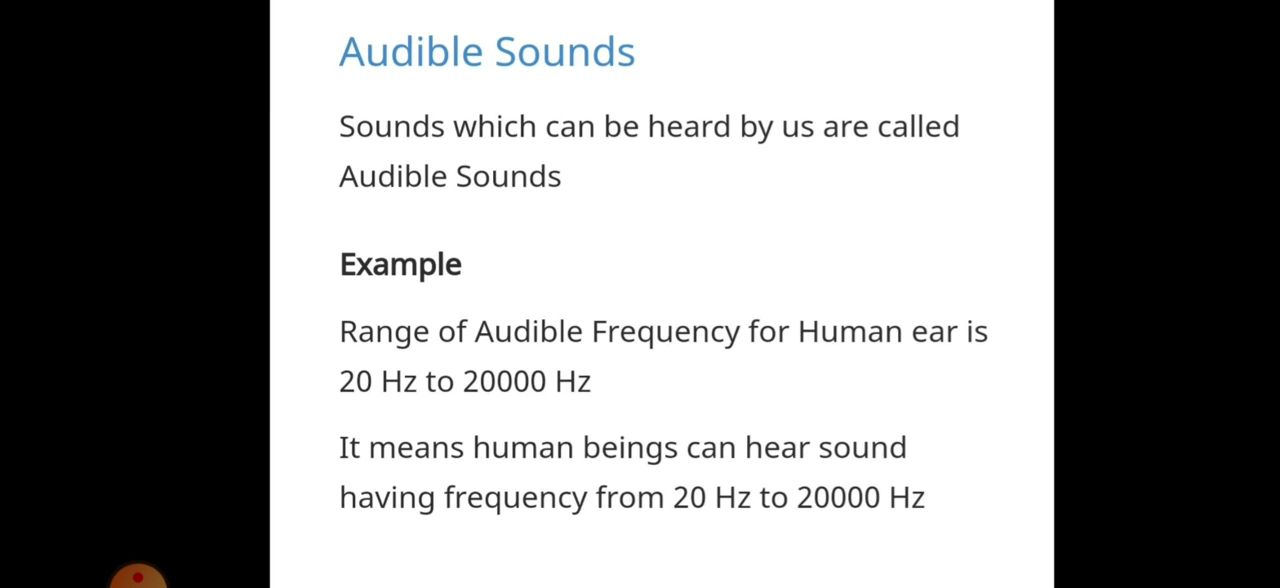 Audible Sounds
Sounds which can be heard by us are called
Audible Sounds
Example
Range of Audible Frequency for Human ear is
20 Hz to 20000 Hz
It means human beings can hear sound
having frequency from 20 Hz to 20000 Hz